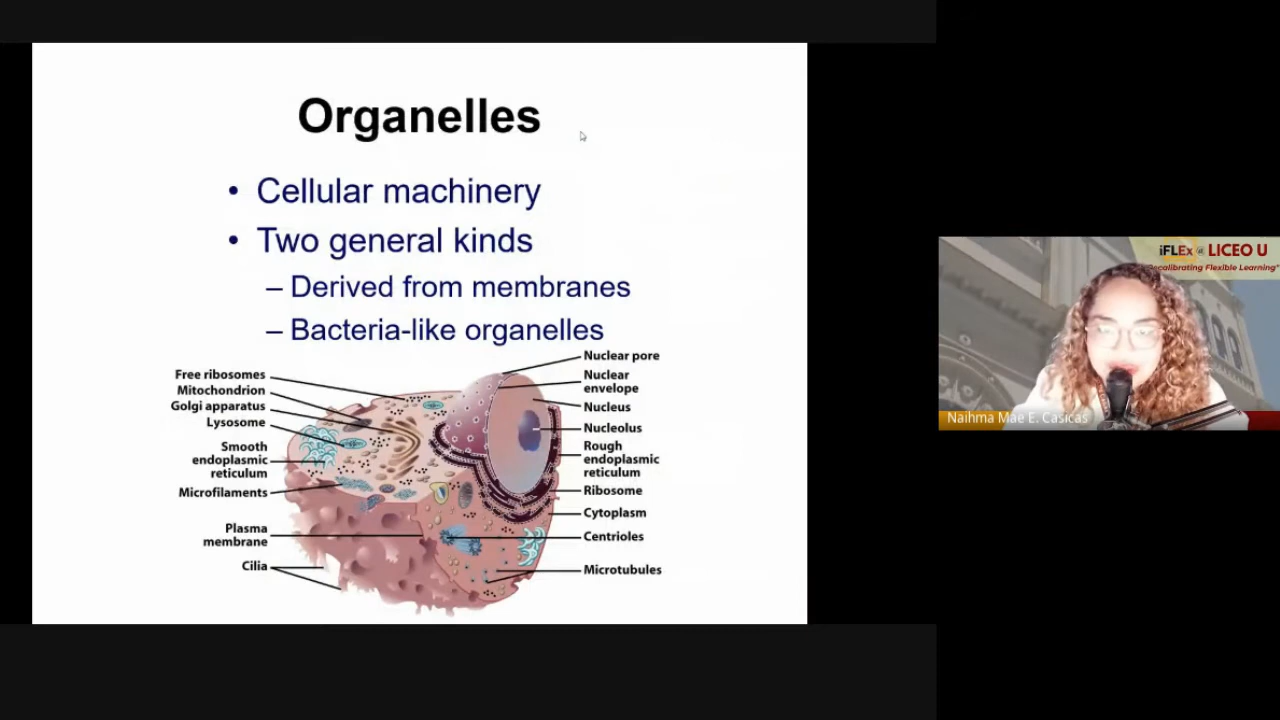 Organelles
• Cellular machinery
• Two general kinds
– Derived from membranes
– Bacteria-like organelles
Free ribosomes
Mitochondrion
Golgi apparatus
Lysosome
Smooth
endoplasmic
reticulum
Microfilaments
Plasma
membrane
Cilia
Nuclear pore
Nuclear
envelope
Nucleus
Nucleolus
Rough
endoplasmic
reticulum
Ribosome
Cytoplasm
Centrioles
Microtubules
iFLEx @ LICEO U
Recalibrating Flexible Learning"
Naihma Mae E. Casicas